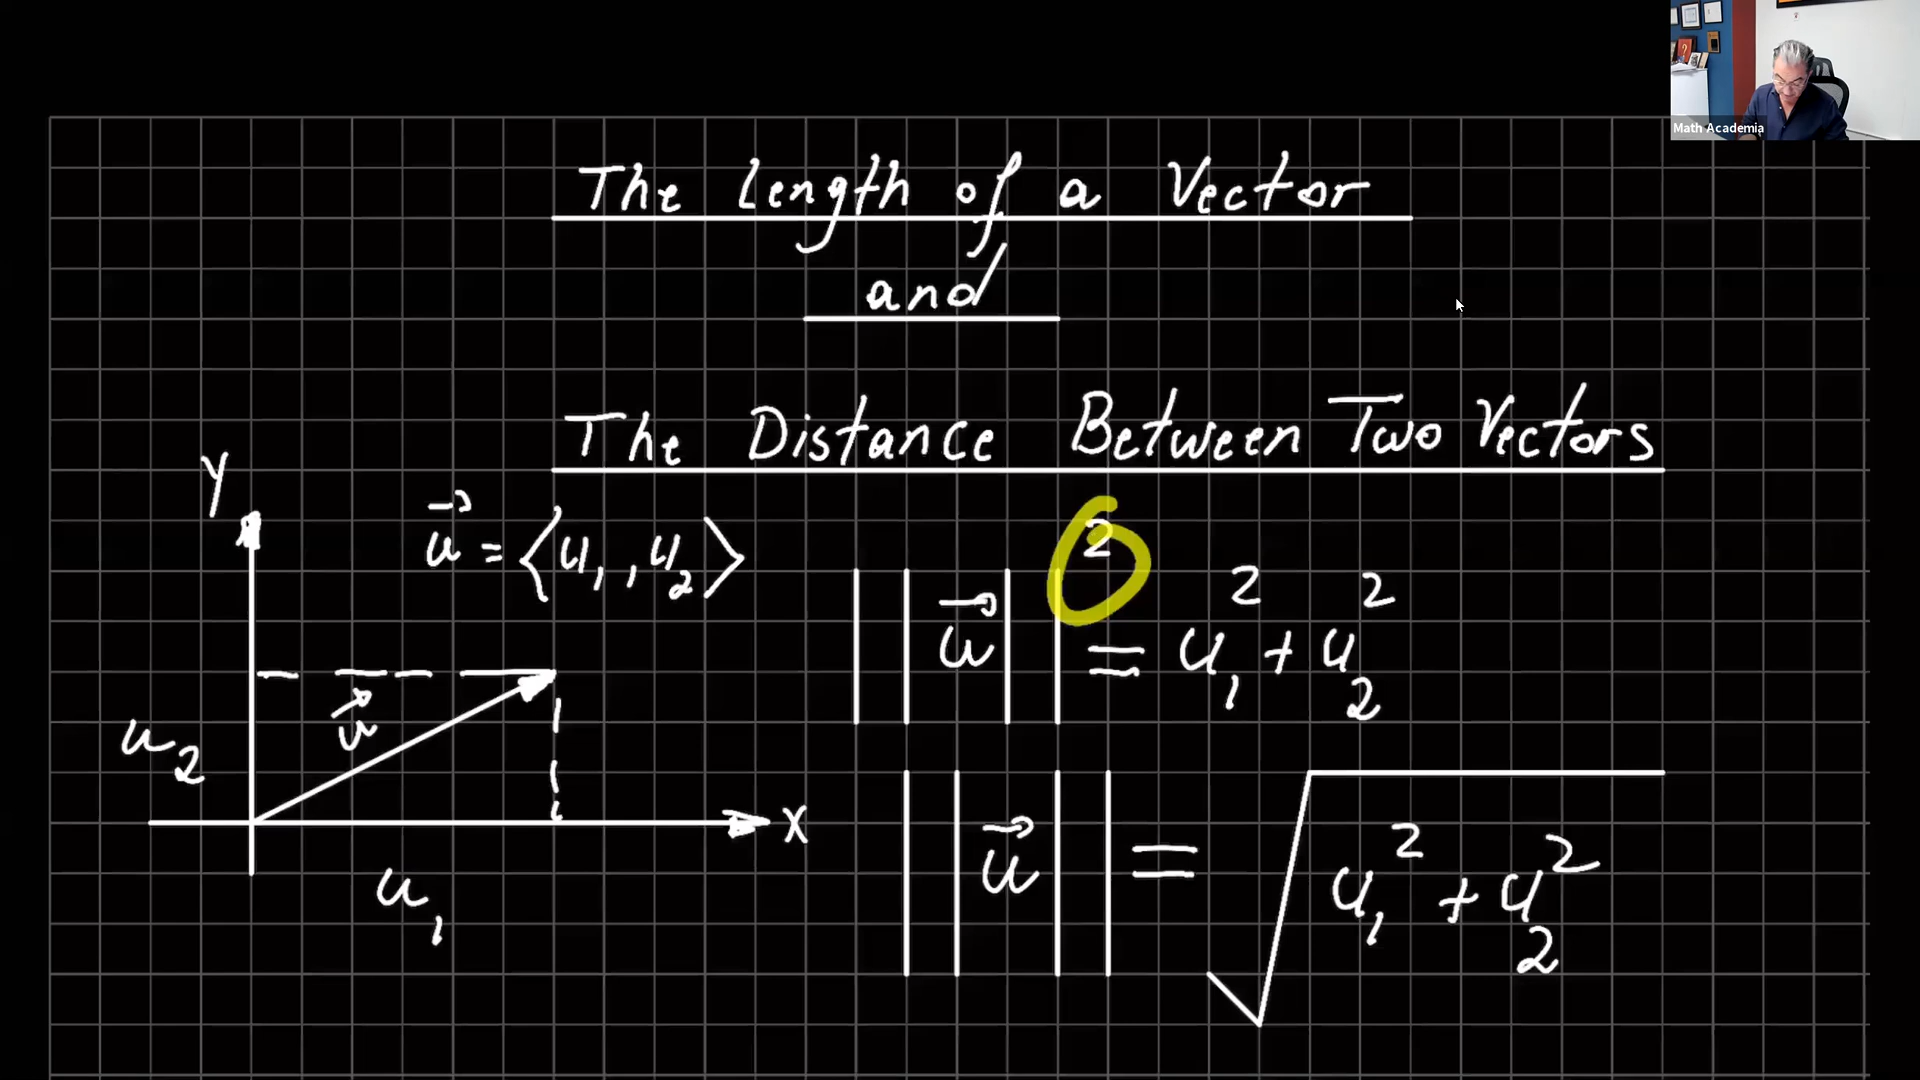 Math Academia
The Length of a Vector
and
The Distance Between Two Vectors
y
u⃗ = ⟨u₁, u₂⟩
||u⃗||² = u₁² + u₂²
u⃗
u₂
x
||u⃗|| = √(u₁² + u₂²)
u₁